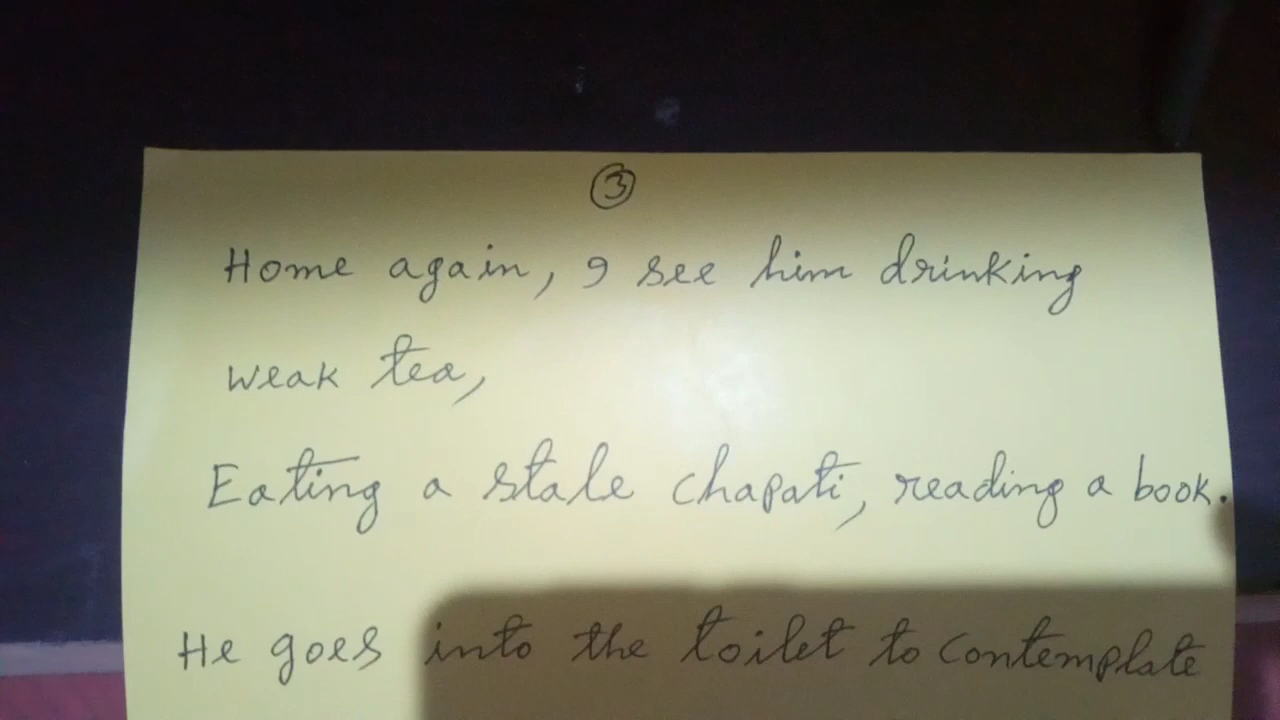 3
Home again, I see him drinking
weak tea,
Eating a stale chapati, reading a book.
He goes into the toilet to contemplate